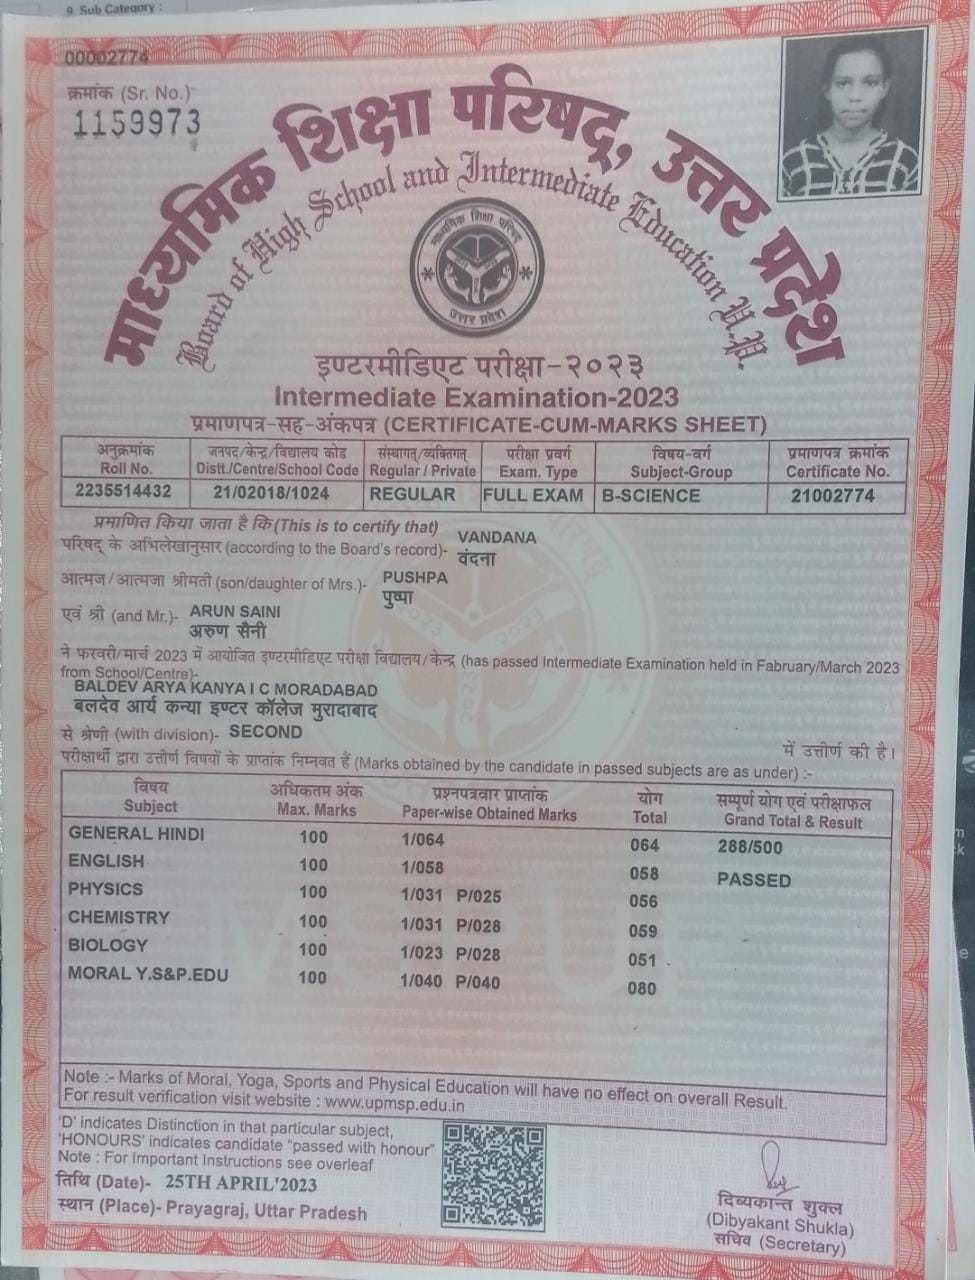 9. Sub Category :
00002774
क्रमांक (Sr. No.)
1159973
माध्यमिक शिक्षा परिषद्, उत्तर प्रदेश
Board of High School and Intermediate Education U.P.
माध्यमिक शिक्षा परिषद्
उत्तर प्रदेश
इण्टरमीडिएट परीक्षा-२०२३
Intermediate Examination-2023
प्रमाणपत्र-सह-अंकपत्र (CERTIFICATE-CUM-MARKS SHEET)
अनुक्रमांक जनपद/केन्द्र/विद्यालय कोड संस्थागत/व्यक्तिगत परीक्षा प्रवर्ग विषय-वर्ग प्रमाणपत्र क्रमांक
Roll No. Distt./Centre/School Code Regular / Private Exam. Type Subject-Group Certificate No.
2235514432 21/02018/1024 REGULAR FULL EXAM B-SCIENCE 21002774
प्रमाणित किया जाता है कि (This is to certify that)
VANDANA
परिषद् के अभिलेखानुसार (according to the Board's record)- वंदना
आत्मज/आत्मजा श्रीमती (son/daughter of Mrs.)- PUSHPA
पुष्पा
एवं श्री (and Mr.)- ARUN SAINI
अरुण सैनी
ने फरवरी/मार्च 2023 में आयोजित इण्टरमीडिएट परीक्षा विद्यालय/केन्द्र (has passed Intermediate Examination held in Fabruary/March 2023
from School/Centre)-
BALDEV ARYA KANYA I C MORADABAD
बलदेव आर्य कन्या इण्टर कॉलेज मुरादाबाद
से श्रेणी (with division)- SECOND में उत्तीर्ण की है।
परीक्षार्थी द्वारा उत्तीर्ण विषयों के प्राप्तांक निम्नवत हैं (Marks obtained by the candidate in passed subjects are as under) :-
विषय अधिकतम अंक प्रश्नपत्रवार प्राप्तांक योग सम्पूर्ण योग एवं परीक्षाफल
Subject Max. Marks Paper-wise Obtained Marks Total Grand Total & Result
GENERAL HINDI 100 1/064 064 288/500
ENGLISH 100 1/058 058 PASSED
PHYSICS 100 1/031 P/025 056
CHEMISTRY 100 1/031 P/028 059
BIOLOGY 100 1/023 P/028 051
MORAL Y.S&P.EDU 100 1/040 P/040 080
Note :- Marks of Moral, Yoga, Sports and Physical Education will have no effect on overall Result.
For result verification visit website : www.upmsp.edu.in
'D' indicates Distinction in that particular subject,
'HONOURS' indicates candidate "passed with honour"
Note : For Important Instructions see overleaf
तिथि (Date)- 25TH APRIL'2023
स्थान (Place)- Prayagraj, Uttar Pradesh
दिब्यकान्त शुक्ल
(Dibyakant Shukla)
सचिव (Secretary)